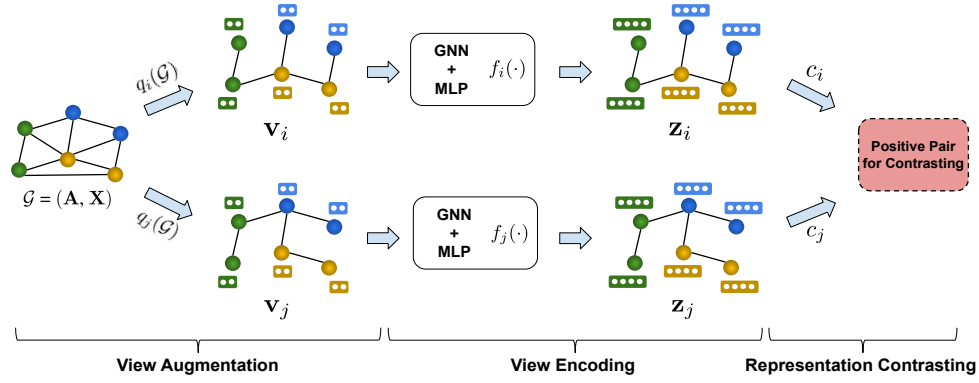 q_i(𝒢)
v_i
GNN
+
MLP
f_i(·)
z_i
c_i
𝒢 = (A, X)
Positive Pair
for Contrasting
q_j(𝒢)
v_j
GNN
+
MLP
f_j(·)
z_j
c_j
View Augmentation
View Encoding
Representation Contrasting